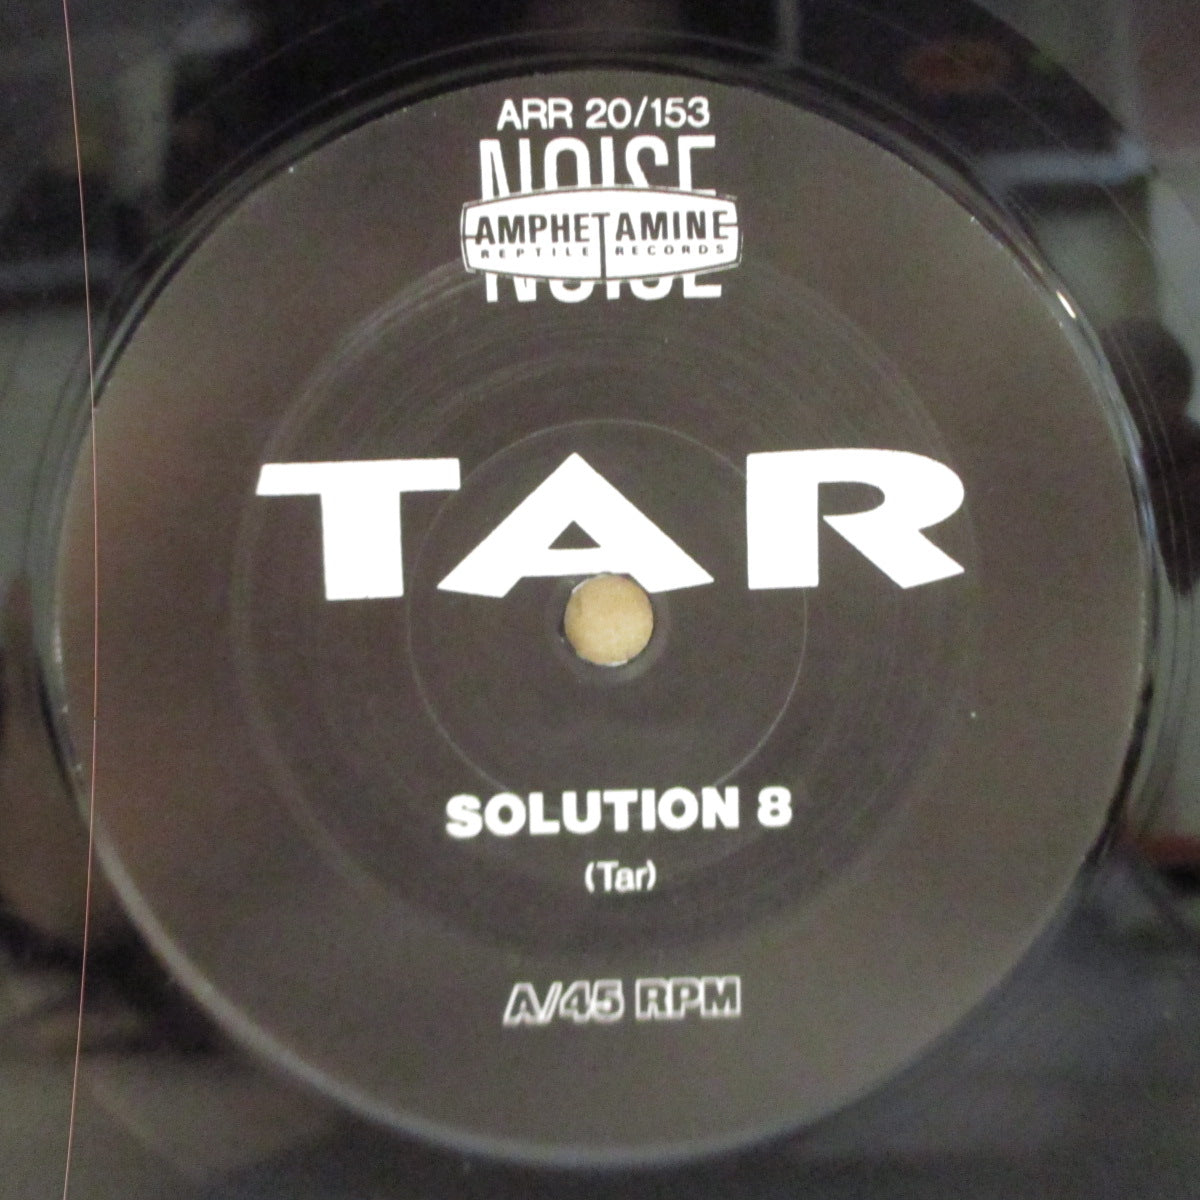 ARR 20/153
NOISE
AMPHETAMINE
REPTILE RECORDS
NOISE
TAR
SOLUTION 8
(Tar)
A/45 RPM